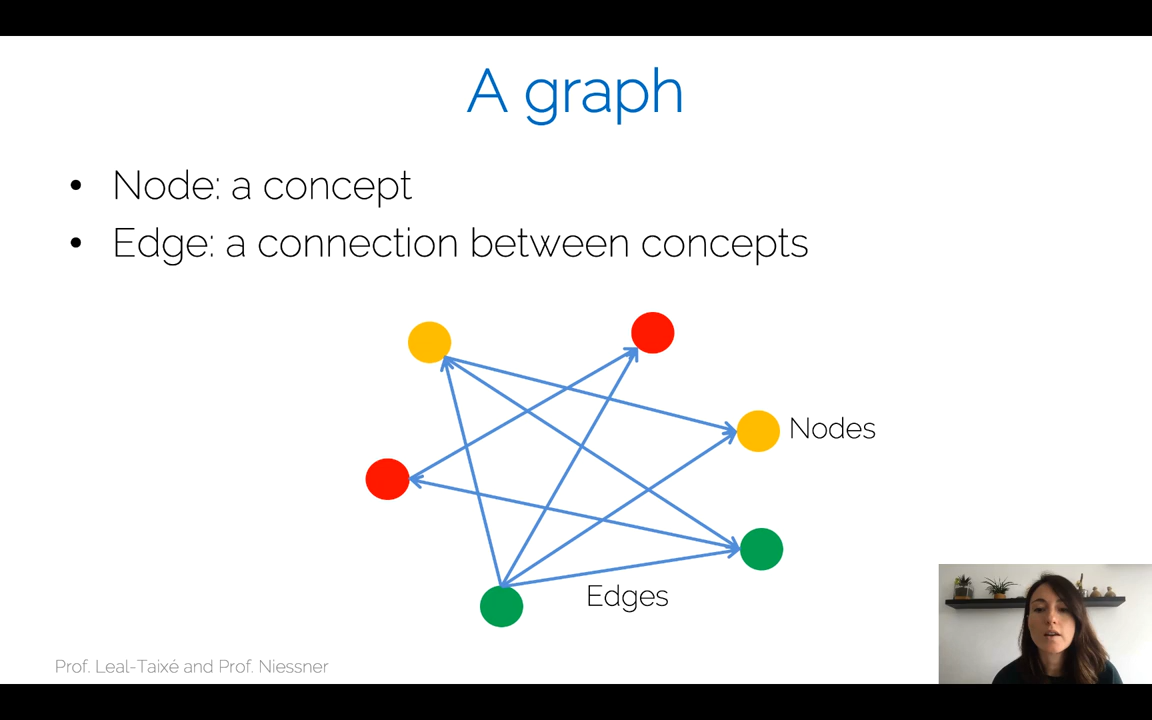 A graph
• Node: a concept
• Edge: a connection between concepts
Nodes
Edges
Prof. Leal-Taixé and Prof. Niessner